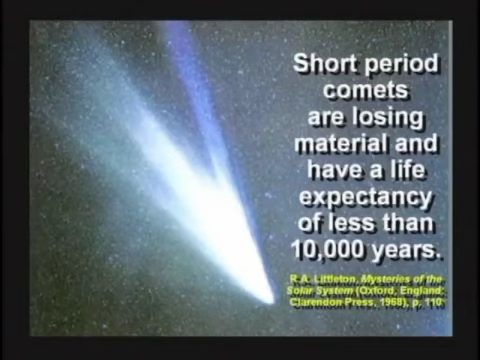 Short period
comets
are losing
material and
have a life
expectancy
of less than
10,000 years.
R.A. Littleton, Mysteries of the
Solar System (Oxford, England:
Clarendon Press, 1968), p. 110